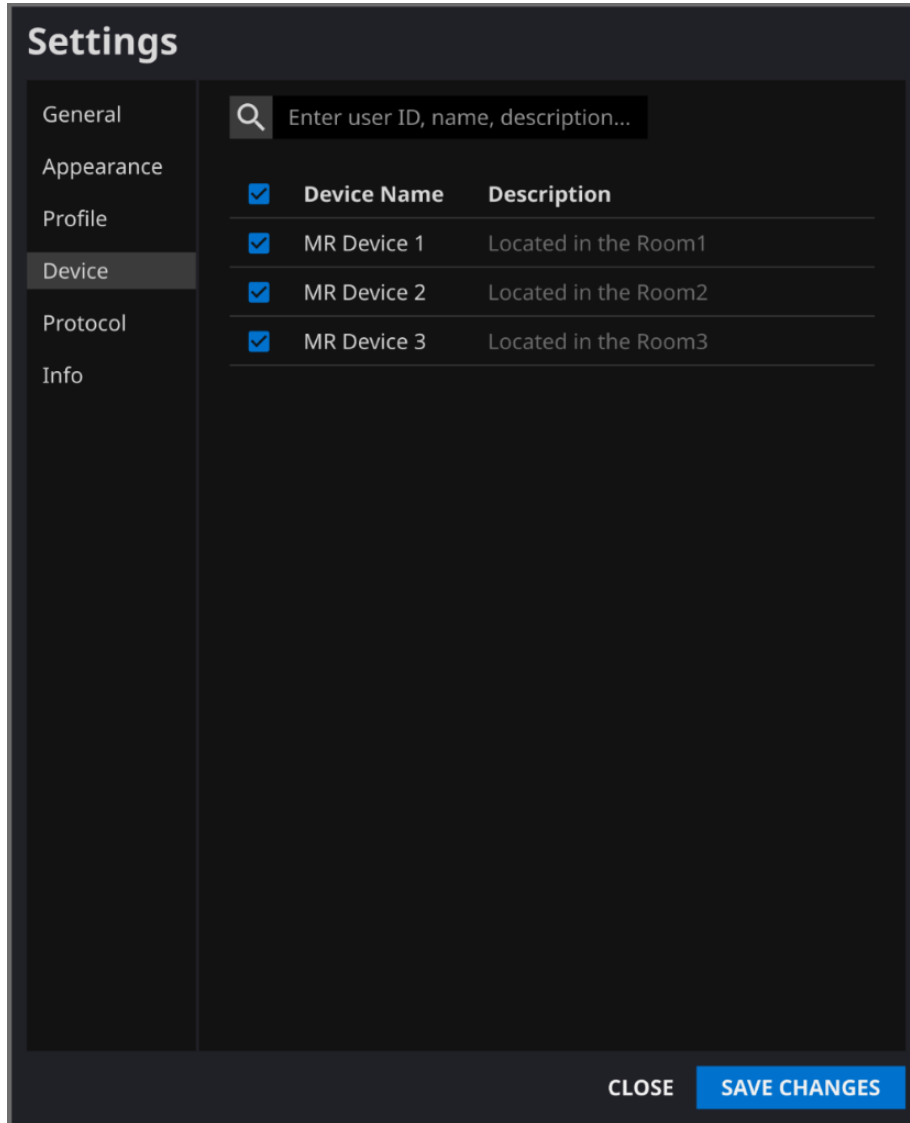 Settings
General
Appearance
Profile
Device
Protocol
Info
Enter user ID, name, description...
Device Name Description
MR Device 1 Located in the Room1
MR Device 2 Located in the Room2
MR Device 3 Located in the Room3
CLOSE SAVE CHANGES